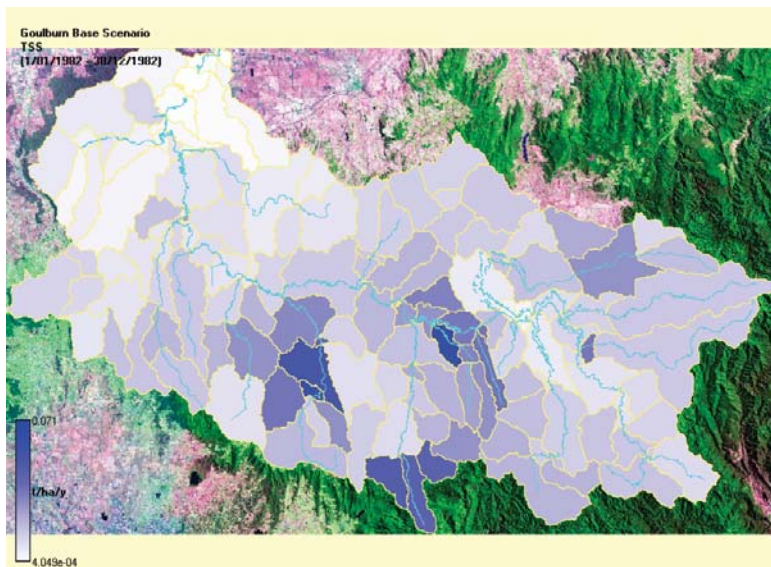 Goulburn Base Scenario
TSS
(1/01/1982 - 30/12/1982)
0.071
t/ha/y
4.049e-04